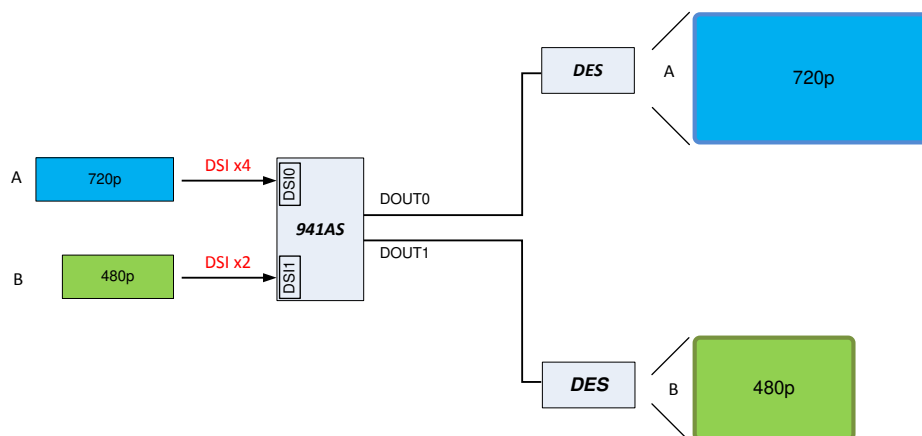 DES
A
720p
A
720p
DSI x4
DSI0
DOUT0
941AS
DOUT1
B
480p
DSI x2
DSI1
DES
B
480p